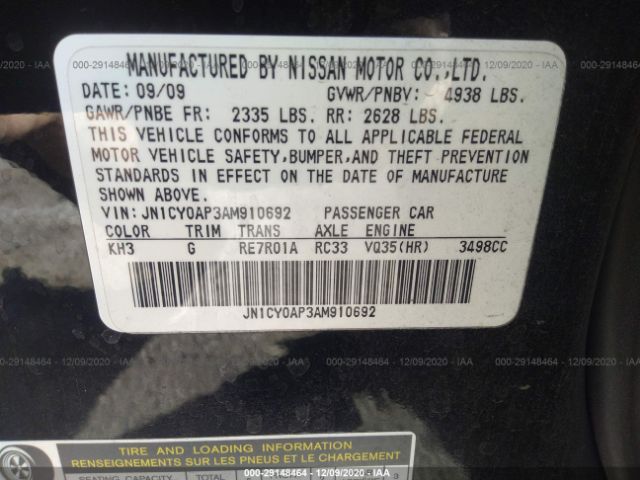 MANUFACTURED BY NISSAN MOTOR CO.,LTD.
DATE: 09/09 GVWR/PNBV: 4938 LBS.
GAWR/PNBE FR: 2335 LBS. RR: 2628 LBS.
THIS VEHICLE CONFORMS TO ALL APPLICABLE FEDERAL
MOTOR VEHICLE SAFETY,BUMPER,AND THEFT PREVENTION
STANDARDS IN EFFECT ON THE DATE OF MANUFACTURE
SHOWN ABOVE.
VIN: JN1CY0AP3AM910692 PASSENGER CAR
COLOR TRIM TRANS AXLE ENGINE
KH3 G RE7R01A RC33 VQ35(HR) 3498CC
JN1CY0AP3AM910692
TIRE AND LOADING INFORMATION
RENSEIGNEMENTS SUR LES PNEUS ET LE CHARGEMENT
SEATING CAPACITY TOTAL
000-29148464 - 12/09/2020 - IAA